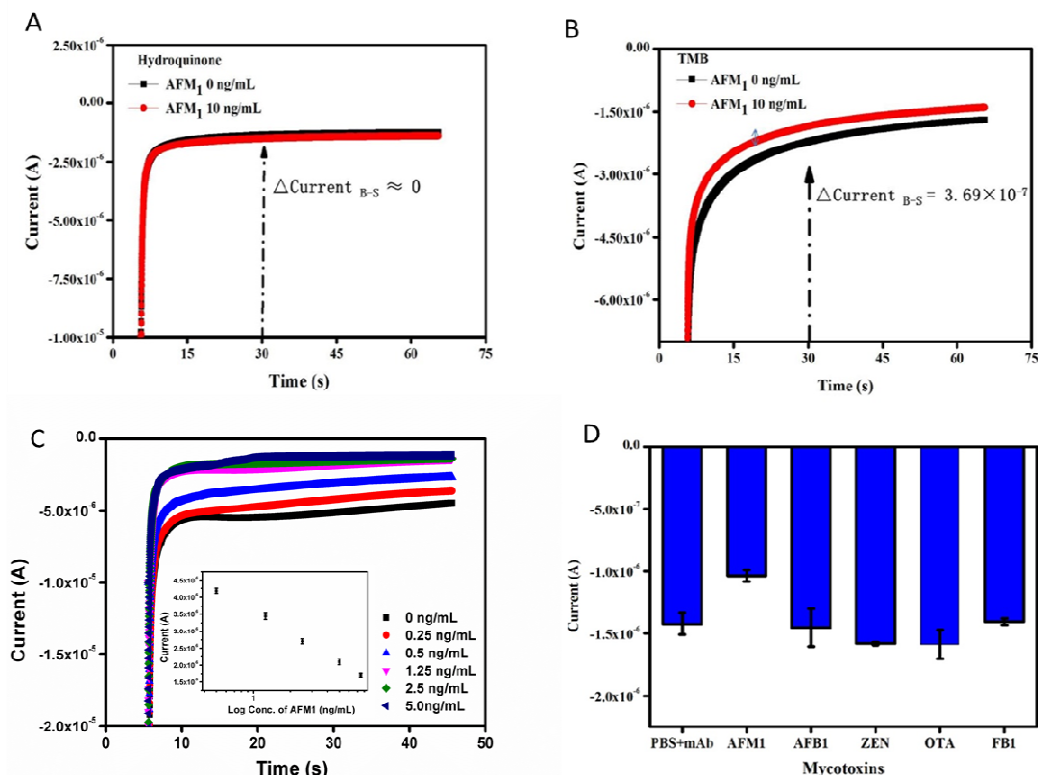 A
2.50x10-6
0.00
-2.50x10-6
-5.00x10-6
-7.50x10-6
-1.00x10-5
Current (A)
Hydroquinone
AFM1 0 ng/mL
AFM1 10 ng/mL
△Current B-S ≈ 0
0 15 30 45 60 75
Time (s)
B
0.00
-1.50x10-6
-3.00x10-6
-4.50x10-6
-6.00x10-6
Current (A)
TMB
AFM1 0 ng/mL
AFM1 10 ng/mL
△Current B-S = 3.69×10-7
0 15 30 45 60 75
Time (s)
C
0.0
-5.0x10-6
-1.0x10-5
-1.5x10-5
-2.0x10-5
Current (A)
Current (A)
1
Log Conc. of AFM1 (ng/mL)
0 ng/mL
0.25 ng/mL
0.5 ng/mL
1.25 ng/mL
2.5 ng/mL
5.0ng/mL
0 10 20 30 40 50
Time (s)
D
0.0
-5.0x10-7
-1.0x10-6
-1.5x10-6
-2.0x10-6
Current (A)
PBS+mAb AFM1 AFB1 ZEN OTA FB1
Mycotoxins